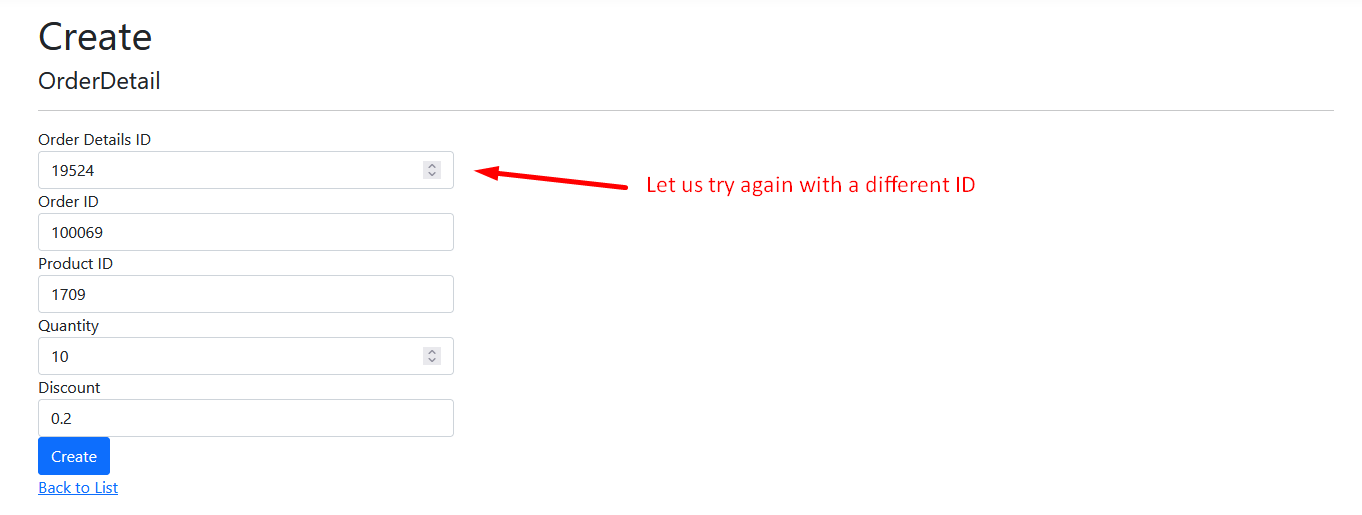 Create
OrderDetail
Order Details ID
19524
Let us try again with a different ID
Order ID
100069
Product ID
1709
Quantity
10
Discount
0.2
Create
Back to List